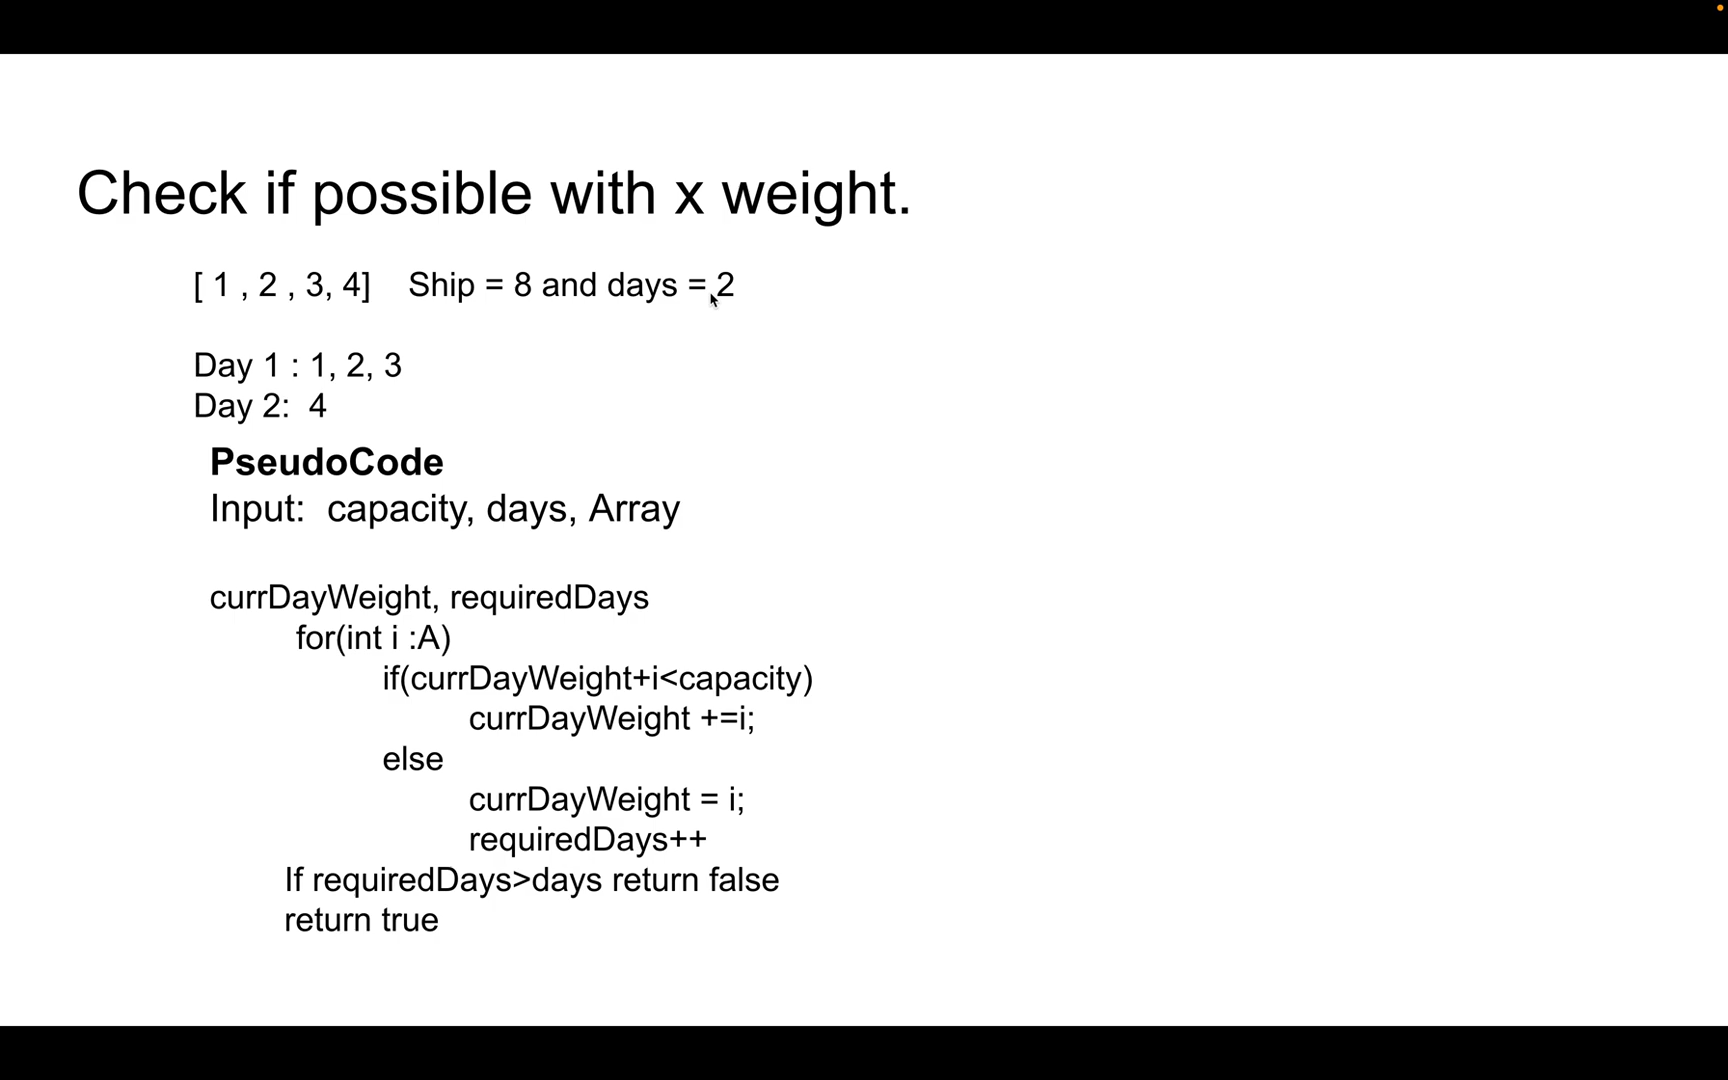 Check if possible with x weight.
[ 1 , 2 , 3, 4]    Ship = 8 and days = 2
Day 1 : 1, 2, 3
Day 2:  4
PseudoCode
Input:  capacity, days, Array
currDayWeight, requiredDays
for(int i :A)
if(currDayWeight+i<capacity)
currDayWeight +=i;
else
currDayWeight = i;
requiredDays++
If requiredDays>days return false
return true